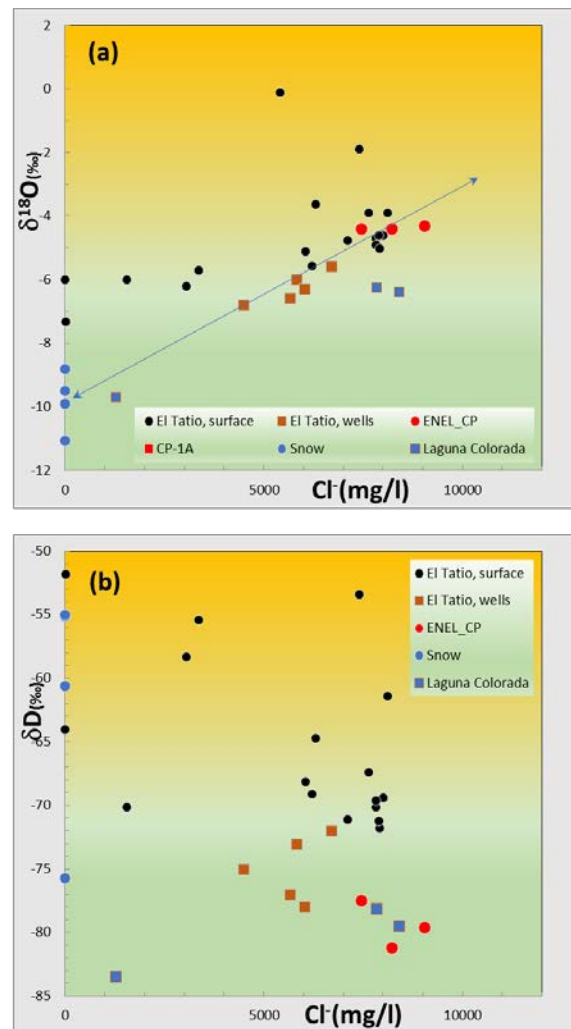 (a)
2
0
-2
-4
-6
-8
-10
-12
δ¹⁸O(‰)
El Tatio, surface El Tatio, wells ENEL_CP
CP-1A Snow Laguna Colorada
0 5000 10000
Cl⁻(mg/l)
(b)
-50
-55
-60
-65
-70
-75
-80
-85
δD(‰)
El Tatio, surface
El Tatio, wells
ENEL_CP
Snow
Laguna Colorada
0 5000 10000
Cl⁻(mg/l)